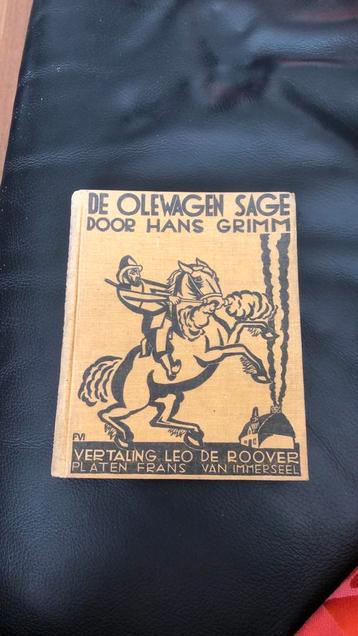 DE OLEWAGEN SAGE
DOOR HANS GRIMM
FVI
VERTALING LEO DE ROOVER
PLATEN FRANS VAN IMMERSEEL